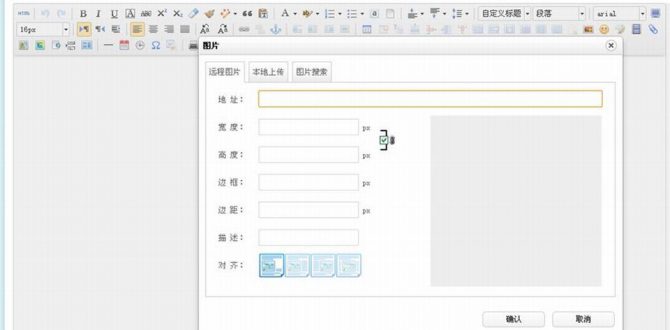 HTML B I U A ABC X² X₂ 自定义标题 段落 arial
16px
图片
远程图片 本地上传 图片搜索
地 址：
宽 度： px
高 度： px
边 框：
边 距： px
描 述：
对 齐：
确认 取消